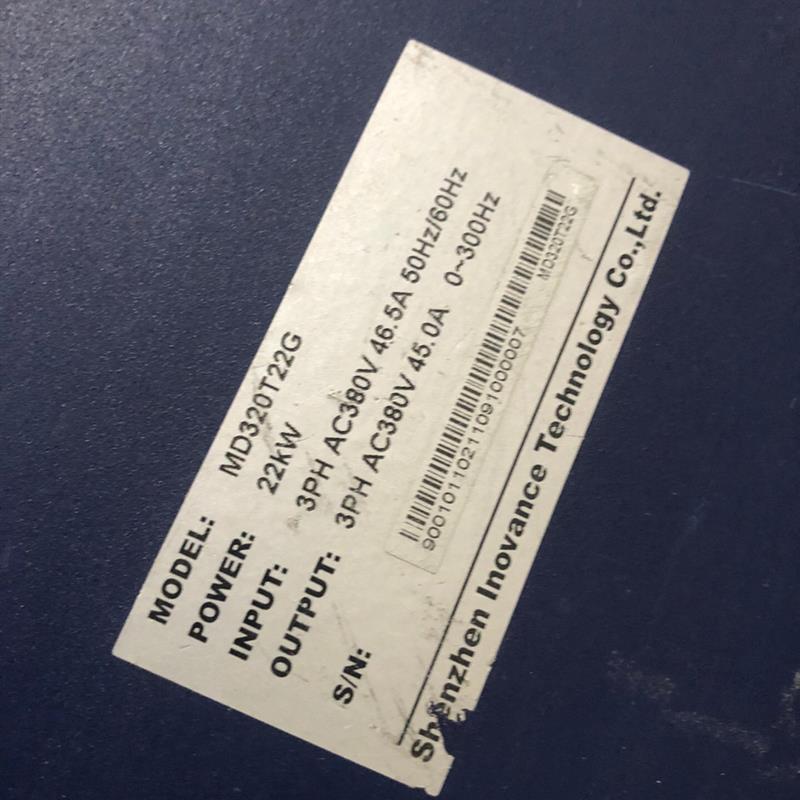 MODEL: MD320T22G
POWER: 22kW
INPUT: 3PH AC380V 46.5A 50Hz/60Hz
OUTPUT: 3PH AC380V 45.0A 0~300Hz
S/N:
900101102110910000007 MD320T22G
Shenzhen Inovance Technology Co.,Ltd.